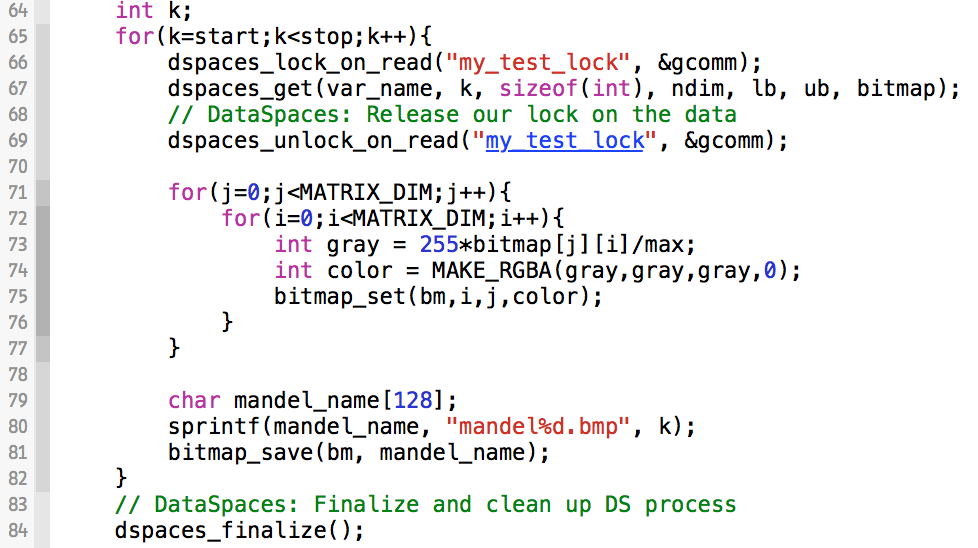 64 int k;
65 for(k=start;k<stop;k++){
66 dspaces_lock_on_read("my_test_lock", &gcomm);
67 dspaces_get(var_name, k, sizeof(int), ndim, lb, ub, bitmap);
68 // DataSpaces: Release our lock on the data
69 dspaces_unlock_on_read("my_test_lock", &gcomm);
70
71 for(j=0;j<MATRIX_DIM;j++){
72 for(i=0;i<MATRIX_DIM;i++){
73 int gray = 255*bitmap[j][i]/max;
74 int color = MAKE_RGBA(gray,gray,gray,0);
75 bitmap_set(bm,i,j,color);
76 }
77 }
78
79 char mandel_name[128];
80 sprintf(mandel_name, "mandel%d.bmp", k);
81 bitmap_save(bm, mandel_name);
82 }
83 // DataSpaces: Finalize and clean up DS process
84 dspaces_finalize();